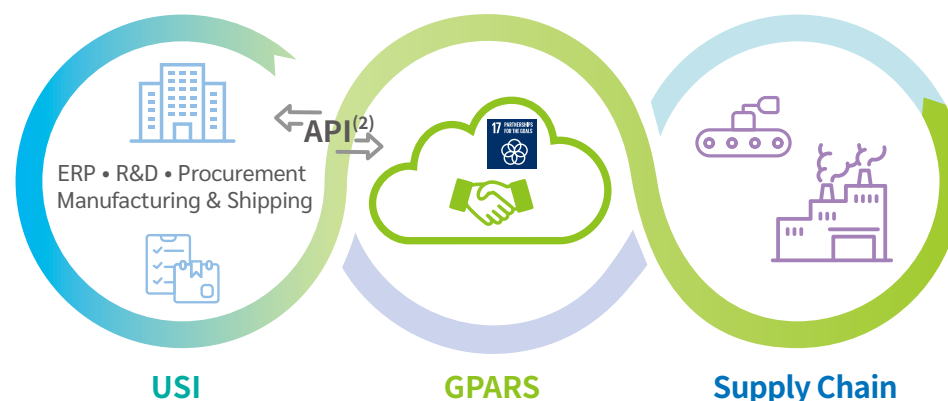 API(2)
17 PARTNERSHIPS
FOR THE GOALS
ERP • R&D • Procurement
Manufacturing & Shipping
USI
GPARS
Supply Chain